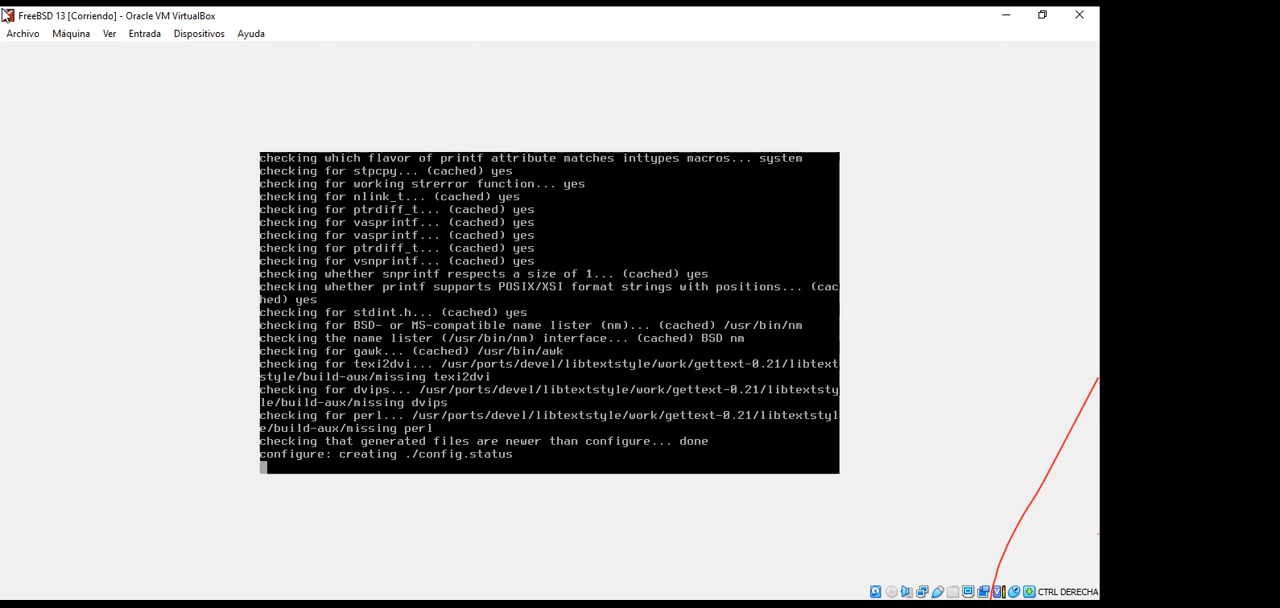 FreeBSD 13 [Corriendo] - Oracle VM VirtualBox
Archivo Máquina Ver Entrada Dispositivos Ayuda
checking which flavor of printf attribute matches inttypes macros... system
checking for stpcpy... (cached) yes
checking for working strerror function... yes
checking for nlink_t... (cached) yes
checking for ptrdiff_t... (cached) yes
checking for vasprintf... (cached) yes
checking for vasprintf... (cached) yes
checking for ptrdiff_t... (cached) yes
checking for vsnprintf... (cached) yes
checking whether snprintf respects a size of 1... (cached) yes
checking whether printf supports POSIX/XSI format strings with positions... (cac
hed) yes
checking for stdint.h... (cached) yes
checking for BSD- or MS-compatible name lister (nm)... (cached) /usr/bin/nm
checking the name lister (/usr/bin/nm) interface... (cached) BSD nm
checking for gawk... (cached) /usr/bin/awk
checking for texi2dvi... /usr/ports/devel/libtextstyle/work/gettext-0.21/libtext
style/build-aux/missing texi2dvi
checking for dvips... /usr/ports/devel/libtextstyle/work/gettext-0.21/libtextsty
le/build-aux/missing dvips
checking for perl... /usr/ports/devel/libtextstyle/work/gettext-0.21/libtextstyl
e/build-aux/missing perl
checking that generated files are newer than configure... done
configure: creating ./config.status
CTRL DERECHA